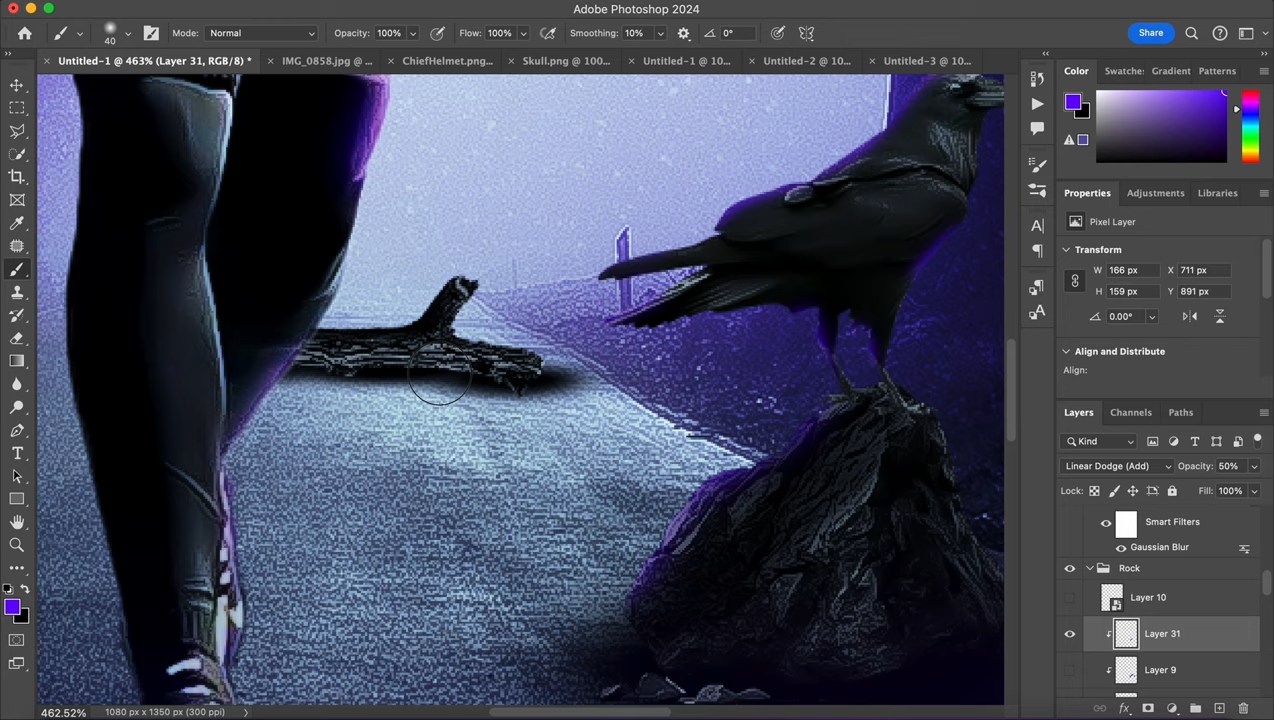 Adobe Photoshop 2024
40
Mode: Normal
Opacity: 100%
Flow: 100%
Smoothing: 10%
0°
Share
Untitled-1 @ 463% (Layer 31, RGB/8) *
IMG_0858.jpg @ ...
ChiefHelmet.png...
Skull.png @ 100...
Untitled-1 @ 10...
Untitled-2 @ 10...
Untitled-3 @ 10...
Color
Swatche
Gradient
Patterns
Properties
Adjustments
Libraries
Pixel Layer
Transform
W 166 px
X 711 px
H 159 px
Y 891 px
0.00°
Align and Distribute
Align:
Layers
Channels
Paths
Kind
Linear Dodge (Add)
Opacity: 50%
Lock:
Fill: 100%
Smart Filters
Gaussian Blur
Rock
Layer 10
Layer 31
Layer 9
fx
462.52%
1080 px x 1350 px (300 ppi)